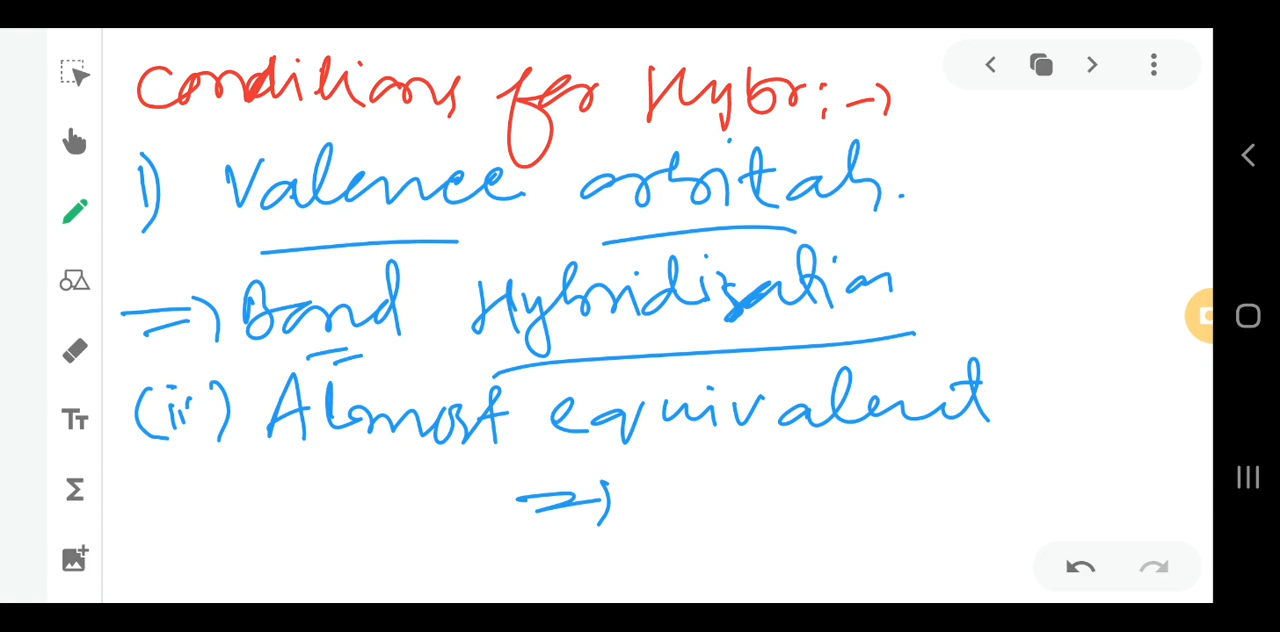 Conditions for Hybr: →
1) Valence orbitals.
⇒ Bond Hybridisation
(ii) Almost equivalent
⇒